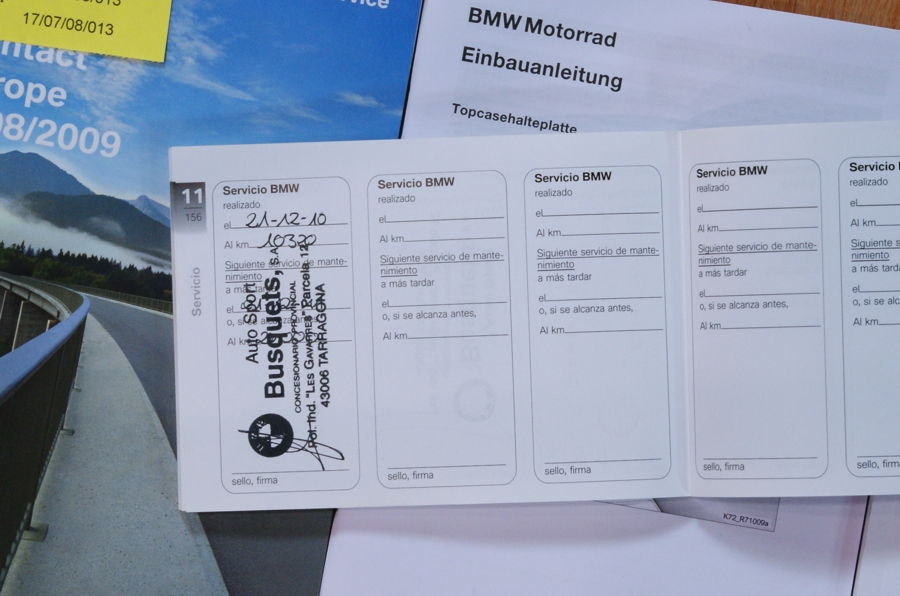 17/07/08/013
ntact
rope
08/2009
BMW Motorrad
Einbauanleitung
Topcasehalteplatte
11
156
Servicio
Servicio BMW
realizado
el 21-12-10
Al km 10320
Siguiente servicio de mante-
nimiento
a más tardar
el
o, si se alcanza antes,
Al km
Auto Sport
Busquets, S.A.
CONCESIONARIO PROVINCIAL
Pol. Ind. "Les Gavarres" Parcela 12
43006 TARRAGONA
sello, firma
Servicio BMW
realizado
el
Al km
Siguiente servicio de mante-
nimiento
a más tardar
el
o, si se alcanza antes,
Al km
sello, firma
Servicio BMW
realizado
el
Al km
Siguiente servicio de mante-
nimiento
a más tardar
el
o, si se alcanza antes,
Al km
sello, firma
Servicio BMW
realizado
el
Al km
Siguiente servicio de mante-
nimiento
a más tardar
el
o, si se alcanza antes,
Al km
sello, firma
Servicio
realizado
el
Al km
Siguiente s
nimiento
a más tarda
el
o, si se alca
Al km
sello, firm
K72_R71009a